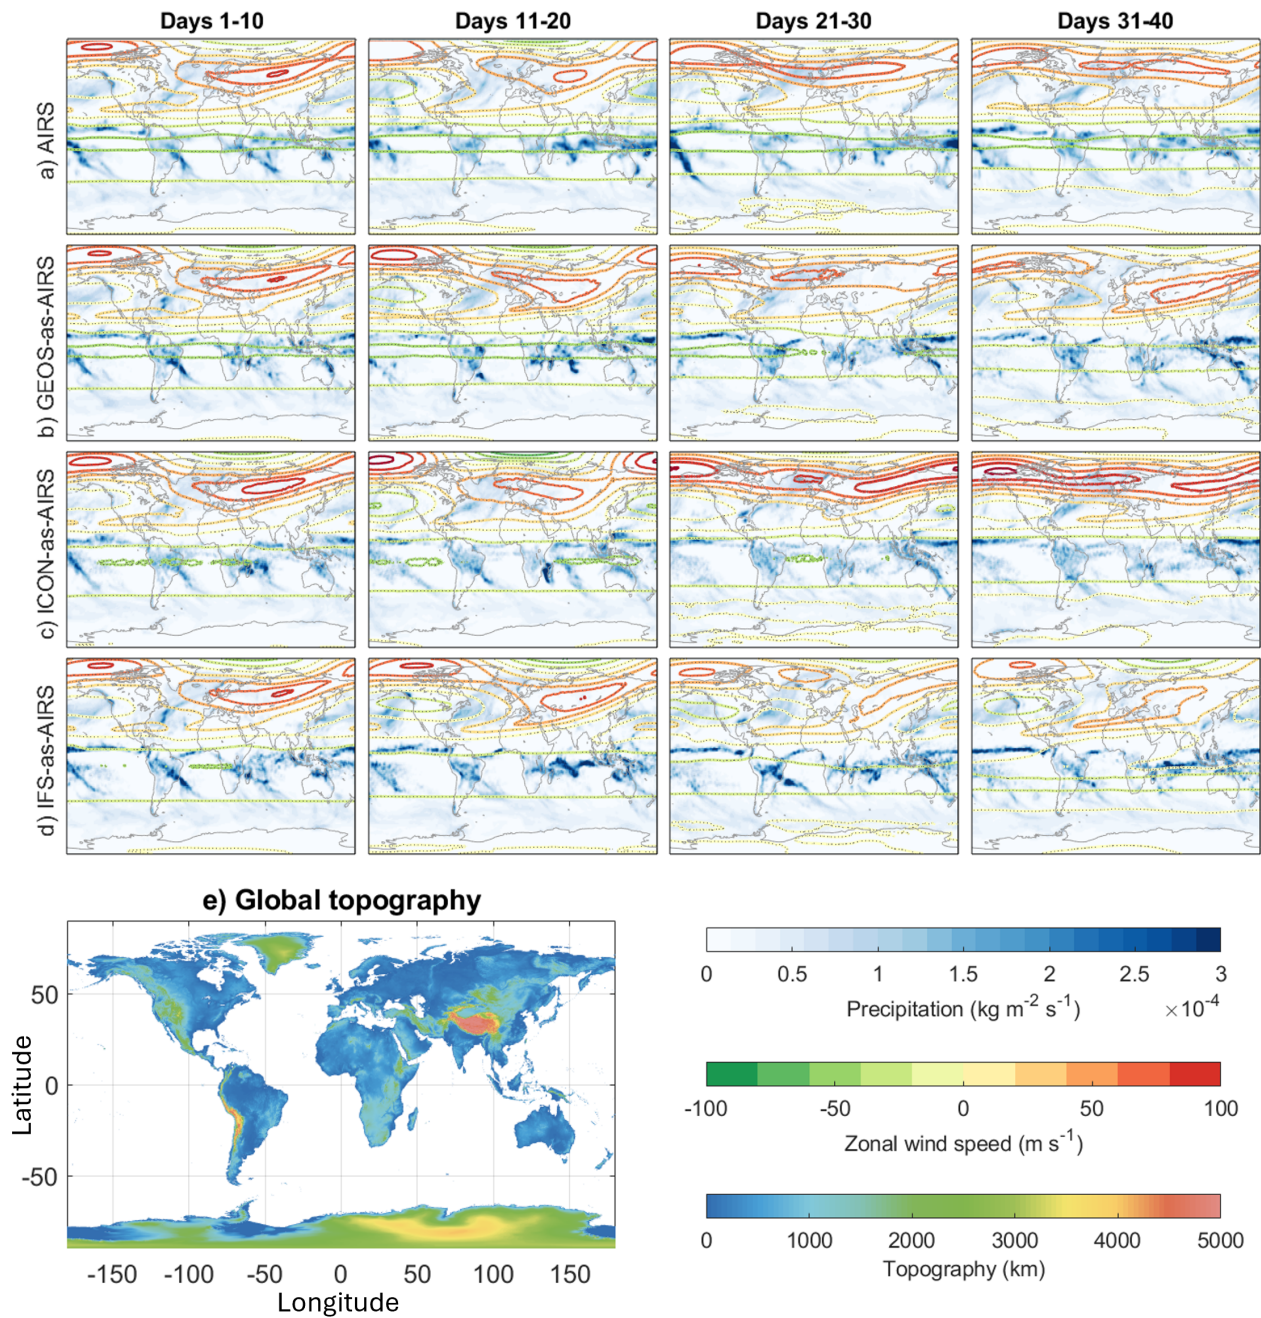 Days 1-10 Days 11-20 Days 21-30 Days 31-40
a) AIRS
b) GEOS-as-AIRS
c) ICON-as-AIRS
d) IFS-as-AIRS
e) Global topography
50
0
-50
Latitude
-150 -100 -50 0 50 100 150
Longitude
0 0.5 1 1.5 2 2.5 3
Precipitation (kg m-2 s-1) ×10-4
-100 -50 0 50 100
Zonal wind speed (m s-1)
0 1000 2000 3000 4000 5000
Topography (km)